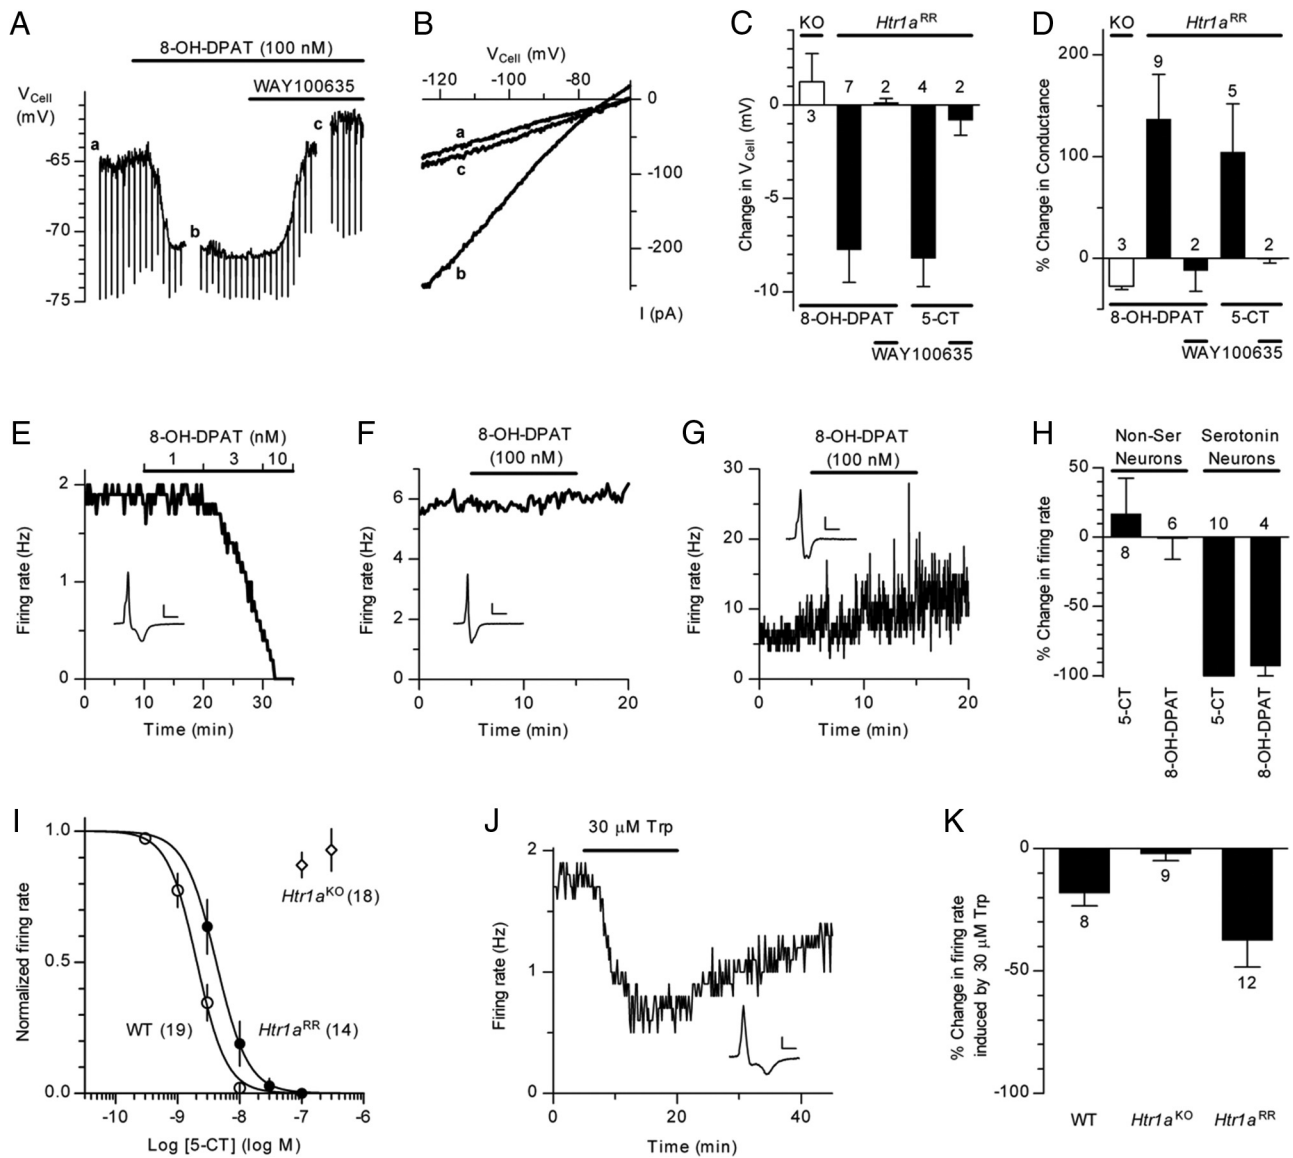 A
8-OH-DPAT (100 nM)
WAY100635
V Cell
(mV)
-65
-70
-75
a
b
c
B
V Cell (mV)
-120 -100 -80
0
-100
-200
I (pA)
a
c
b
C
KO Htr1a RR
7 2 4 2
3
0
-5
-10
Change in V Cell (mV)
8-OH-DPAT 5-CT
WAY100635
D
KO Htr1a RR
9
5
3 2 2
200
100
0
% Change in Conductance
8-OH-DPAT 5-CT
WAY100635
E
8-OH-DPAT (nM)
1 3 10
2
1
0
Firing rate (Hz)
0 10 20 30
Time (min)
F
8-OH-DPAT
(100 nM)
6
4
2
0
Firing rate (Hz)
0 10 20
Time (min)
G
8-OH-DPAT
(100 nM)
30
20
10
0
Firing rate (Hz)
0 10 20
Time (min)
H
Non-Ser Serotonin
Neurons Neurons
50
0
-50
-100
% Change in firing rate
6 10 4
8
5-CT
8-OH-DPAT
5-CT
8-OH-DPAT
I
1.0
0.5
0.0
Normalized firing rate
Htr1a KO (18)
WT (19) Htr1a RR (14)
-10 -9 -8 -7 -6
Log [5-CT] (log M)
J
30 µM Trp
2
1
0
Firing rate (Hz)
0 20 40
Time (min)
K
0
-50
-100
% Change in firing rate
induced by 30 µM Trp
8
9
12
WT Htr1a KO Htr1a RR